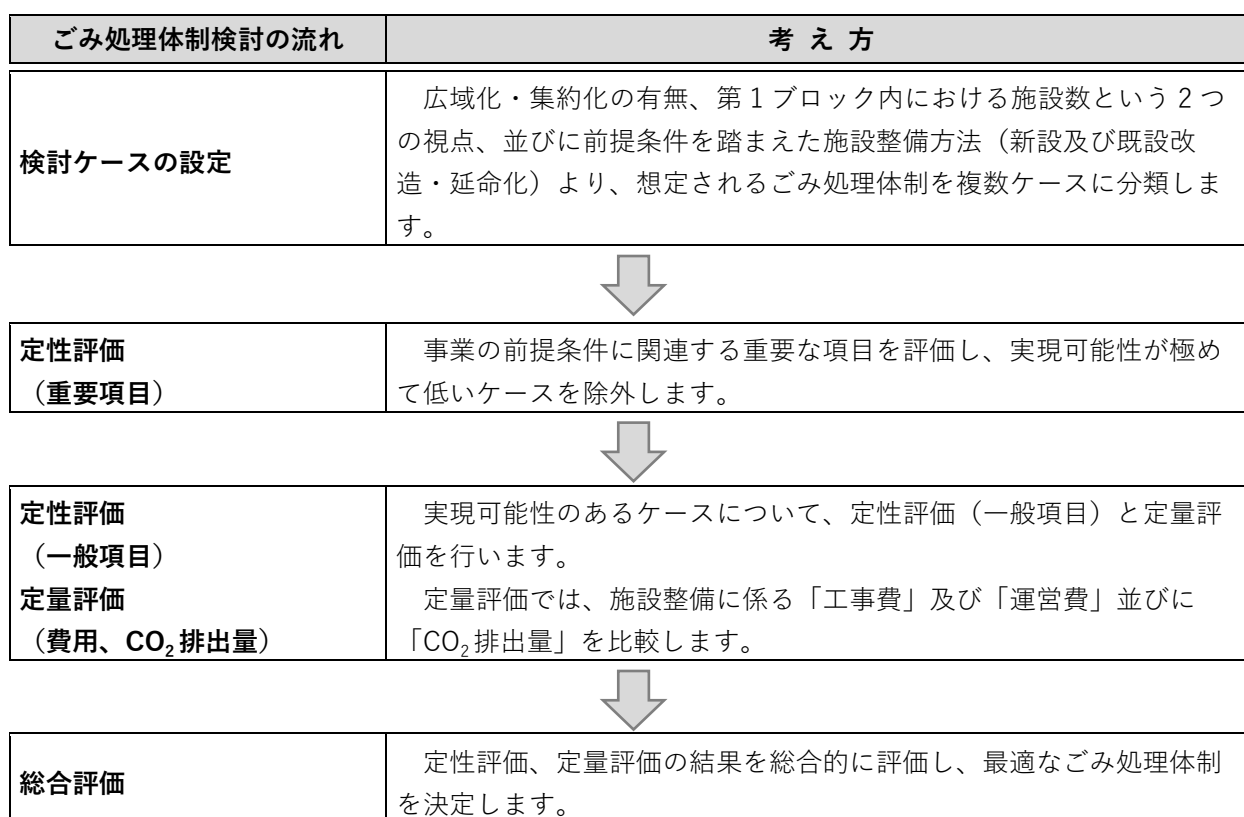 ごみ処理体制検討の流れ
考 え 方
検討ケースの設定
　広域化・集約化の有無、第１ブロック内における施設数という２つ
の視点、並びに前提条件を踏まえた施設整備方法（新設及び既設改
造・延命化）より、想定されるごみ処理体制を複数ケースに分類しま
す。
定性評価
（重要項目）
　事業の前提条件に関連する重要な項目を評価し、実現可能性が極め
て低いケースを除外します。
定性評価
（一般項目）
定量評価
（費用、CO₂排出量）
　実現可能性のあるケースについて、定性評価（一般項目）と定量評
価を行います。
　定量評価では、施設整備に係る「工事費」及び「運営費」並びに
「CO₂排出量」を比較します。
総合評価
　定性評価、定量評価の結果を総合的に評価し、最適なごみ処理体制
を決定します。